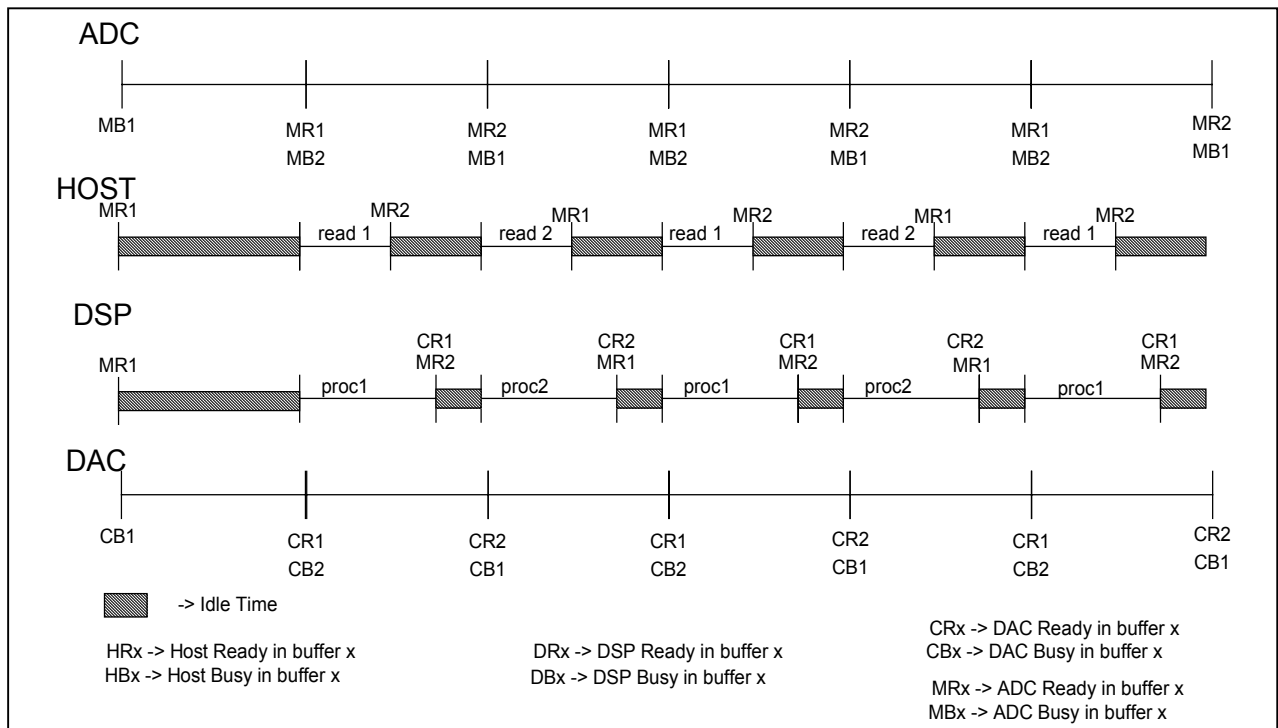 ADC
MB1 MR1 MR2 MR1 MR2 MR1 MR2
MB2 MB1 MB2 MB1 MB2 MB1
HOST
MR1 MR2 MR1 MR2 MR1 MR2
read 1 read 2 read 1 read 2 read 1
DSP
CR1 CR2 CR1 CR2 CR1
MR1 MR2 MR1 MR2 MR1 MR2
proc1 proc2 proc1 proc2 proc1
DAC
CB1 CR1 CR2 CR1 CR2 CR1 CR2
CB2 CB1 CB2 CB1 CB2 CB1
-> Idle Time
HRx -> Host Ready in buffer x
HBx -> Host Busy in buffer x
DRx -> DSP Ready in buffer x
DBx -> DSP Busy in buffer x
CRx -> DAC Ready in buffer x
CBx -> DAC Busy in buffer x
MRx -> ADC Ready in buffer x
MBx -> ADC Busy in buffer x